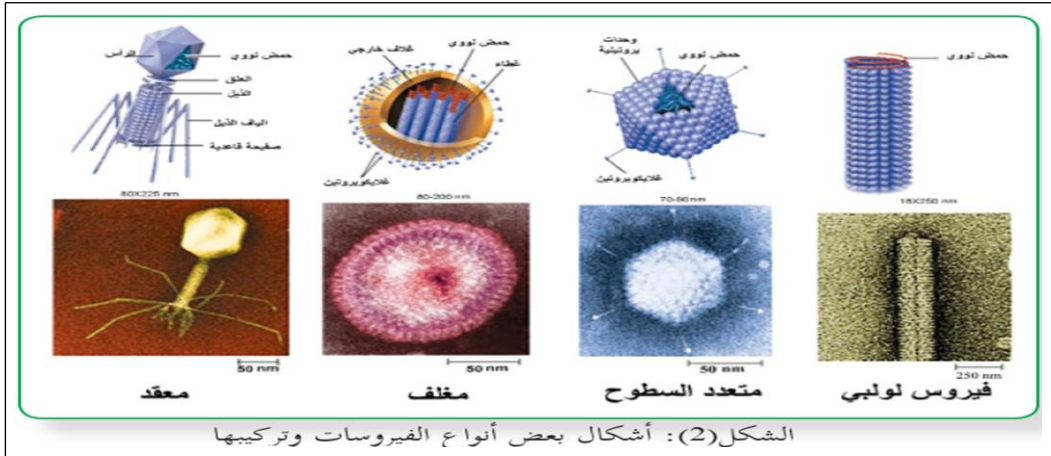 حمض نووي
وحدات
بروتينية
حمض نووي
غلايكوبروتين
غلاف خارجي
حمض نووي
غطاء
غلايكوبروتين
الرأس
حمض نووي
العنق
الذيل
الياف الذيل
صفيحة قاعدية
18X250 nm
70-90 nm
80-200 nm
80X225 nm
250 nm
50 nm
50 nm
50 nm
فيروس لولبي
متعدد السطوح
مغلف
معقد
الشكل(2): أشكال بعض أنواع الفيروسات وتركيبها